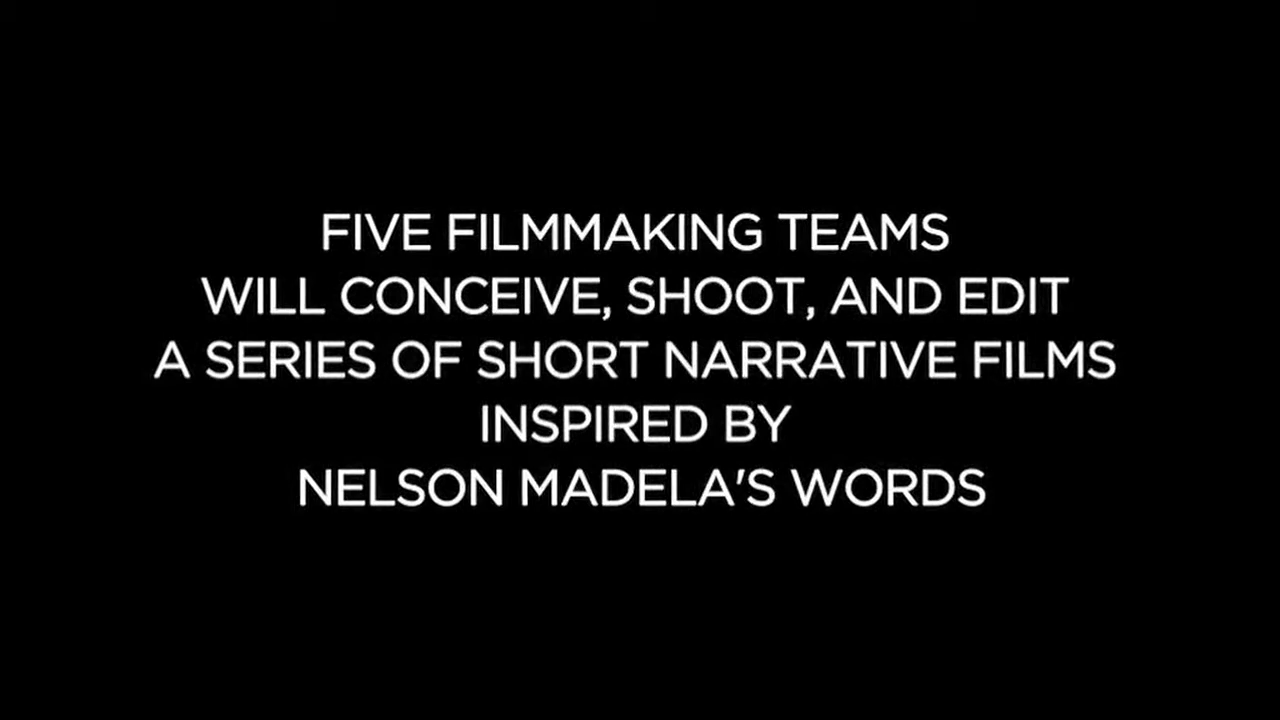 FIVE FILMMAKING TEAMS
WILL CONCEIVE, SHOOT, AND EDIT
A SERIES OF SHORT NARRATIVE FILMS
INSPIRED BY
NELSON MADELA'S WORDS